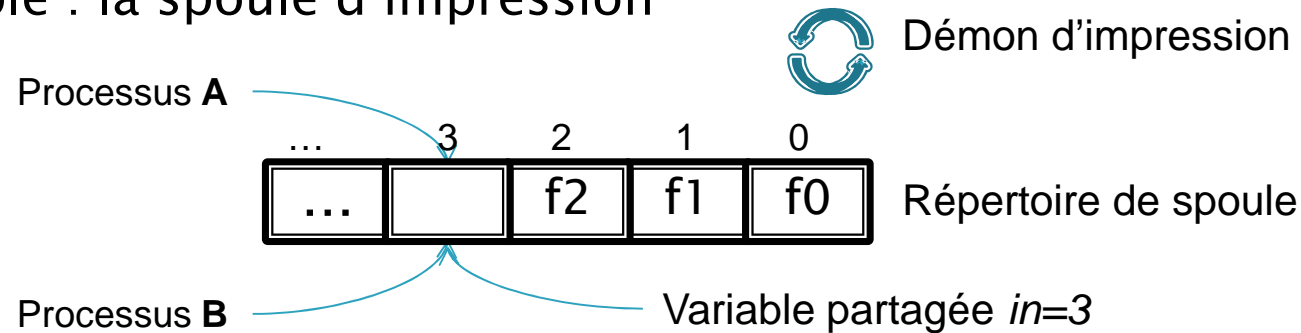 la spoule d'impression
Démon d’impression
Processus A
... 3 2 1 0
... f2 f1 f0
Répertoire de spoule
Processus B
Variable partagée in=3